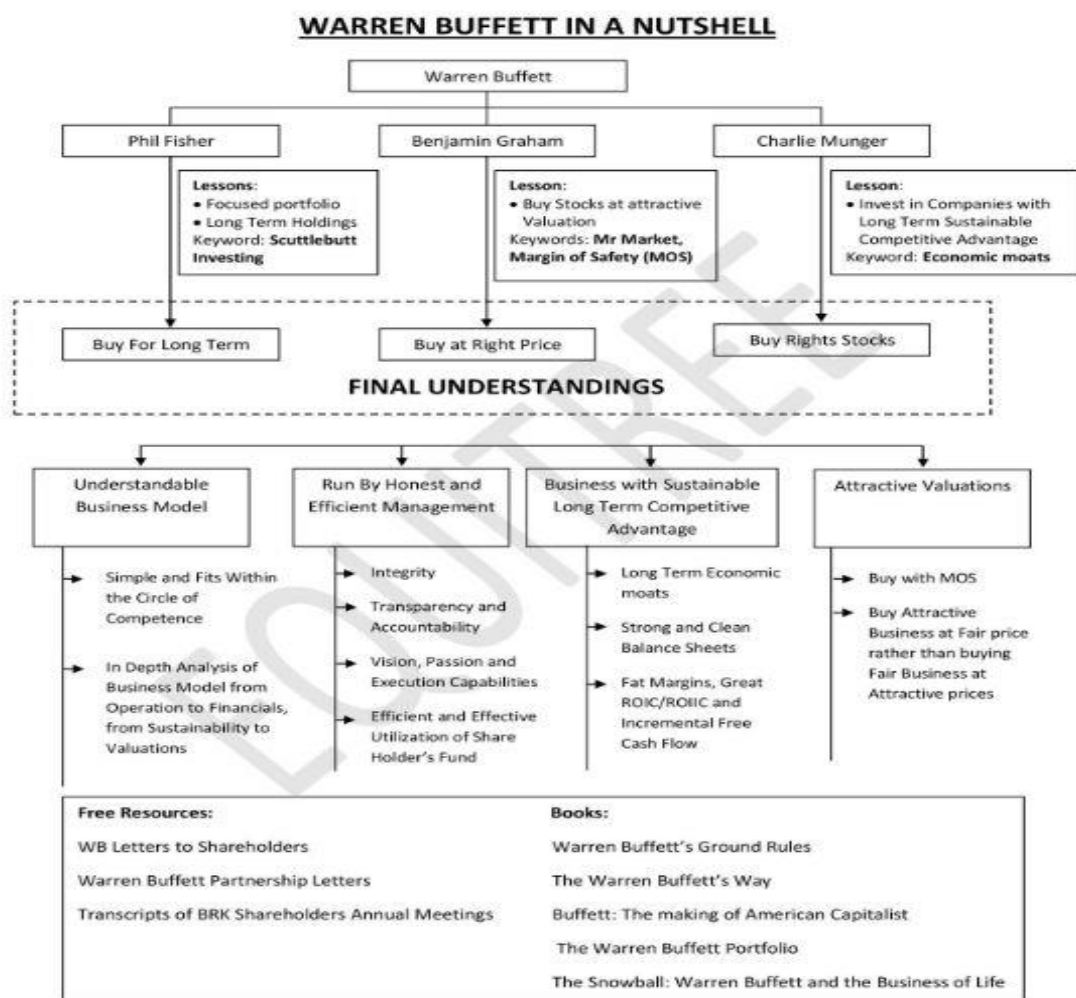 WARREN BUFFETT IN A NUTSHELL
Warren Buffett
Phil Fisher
Benjamin Graham
Charlie Munger
Lessons:
• Focused portfolio
• Long Term Holdings
Keyword: Scuttlebutt
Investing
Lesson:
• Buy Stocks at attractive
Valuation
Keywords: Mr Market,
Margin of Safety (MOS)
Lesson:
• Invest in Companies with
Long Term Sustainable
Competitive Advantage
Keyword: Economic moats
Buy For Long Term
Buy at Right Price
Buy Rights Stocks
FINAL UNDERSTANDINGS
Understandable
Business Model
Simple and Fits Within
the Circle of
Competence
In Depth Analysis of
Business Model from
Operation to Financials,
from Sustainability to
Valuations
Run By Honest and
Efficient Management
Integrity
Transparency and
Accountability
Vision, Passion and
Execution Capabilities
Efficient and Effective
Utilization of Share
Holder's Fund
Business with Sustainable
Long Term Competitive
Advantage
Long Term Economic
moats
Strong and Clean
Balance Sheets
Fat Margins, Great
ROIC/ROIIC and
Incremental Free
Cash Flow
Attractive Valuations
Buy with MOS
Buy Attractive
Business at Fair price
rather than buying
Fair Business at
Attractive prices
Free Resources:
WB Letters to Shareholders
Warren Buffett Partnership Letters
Transcripts of BRK Shareholders Annual Meetings
Books:
Warren Buffett's Ground Rules
The Warren Buffett's Way
Buffett: The making of American Capitalist
The Warren Buffett Portfolio
The Snowball: Warren Buffett and the Business of Life
EQUITREE